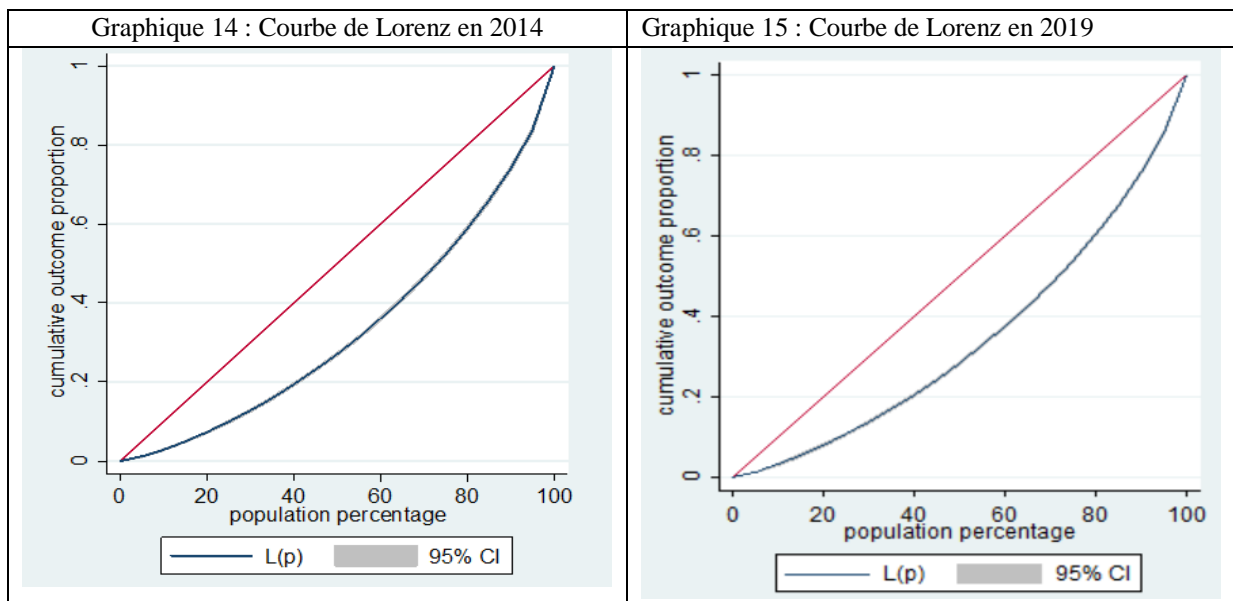 Graphique 14 : Courbe de Lorenz en 2014
cumulative outcome proportion
1
.8
.6
.4
.2
0
0 20 40 60 80 100
population percentage
L(p) 95% CI
Graphique 15 : Courbe de Lorenz en 2019
cumulative outcome proportion
1
.8
.6
.4
.2
0
0 20 40 60 80 100
population percentage
L(p) 95% CI